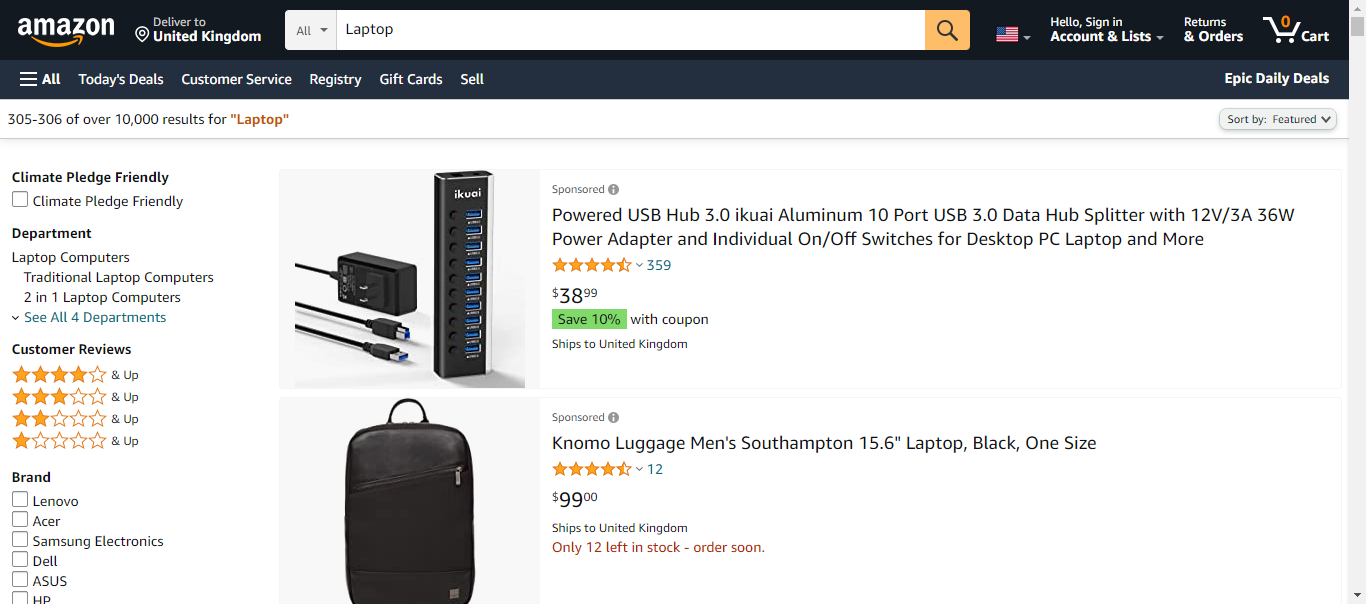 amazon
Deliver to
United Kingdom
All
Laptop
Hello, Sign in
Account & Lists
Returns
& Orders
0
Cart
All
Today's Deals
Customer Service
Registry
Gift Cards
Sell
Epic Daily Deals
305-306 of over 10,000 results for "Laptop"
Sort by: Featured
Climate Pledge Friendly
Climate Pledge Friendly
Department
Laptop Computers
Traditional Laptop Computers
2 in 1 Laptop Computers
See All 4 Departments
Customer Reviews
& Up
& Up
& Up
& Up
Brand
Lenovo
Acer
Samsung Electronics
Dell
ASUS
HP
ikuai
Sponsored
Powered USB Hub 3.0 ikuai Aluminum 10 Port USB 3.0 Data Hub Splitter with 12V/3A 36W
Power Adapter and Individual On/Off Switches for Desktop PC Laptop and More
359
$3899
Save 10% with coupon
Ships to United Kingdom
Sponsored
Knomo Luggage Men's Southampton 15.6" Laptop, Black, One Size
12
$9900
Ships to United Kingdom
Only 12 left in stock - order soon.